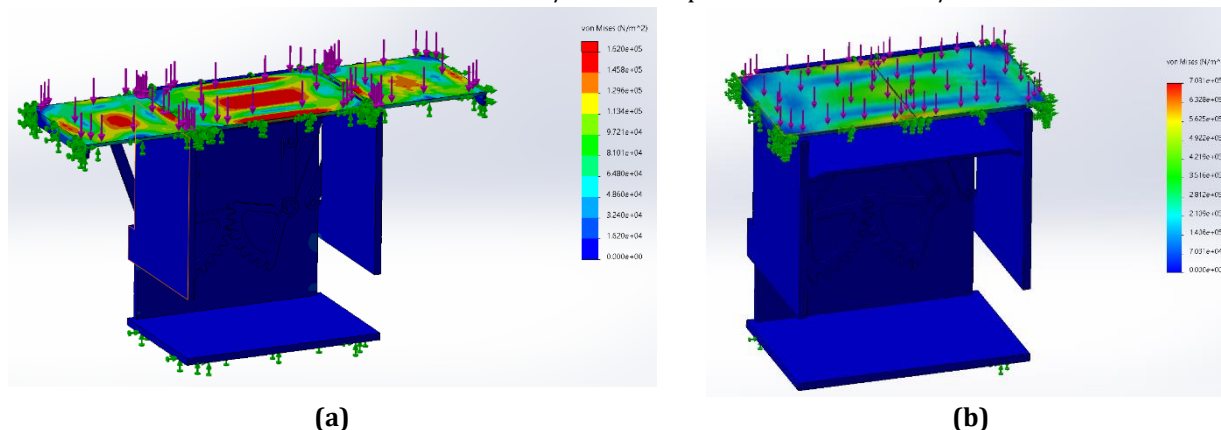 von Mises (N/m^2)
1.620e+05
1.458e+05
1.296e+05
1.134e+05
9.721e+04
8.101e+04
6.480e+04
4.860e+04
3.240e+04
1.620e+04
0.000e+00
von Mises (N/m^2)
7.031e+05
6.328e+05
5.625e+05
4.922e+05
4.219e+05
3.516e+05
2.812e+05
2.109e+05
1.406e+05
7.031e+04
0.000e+00
(a)
(b)